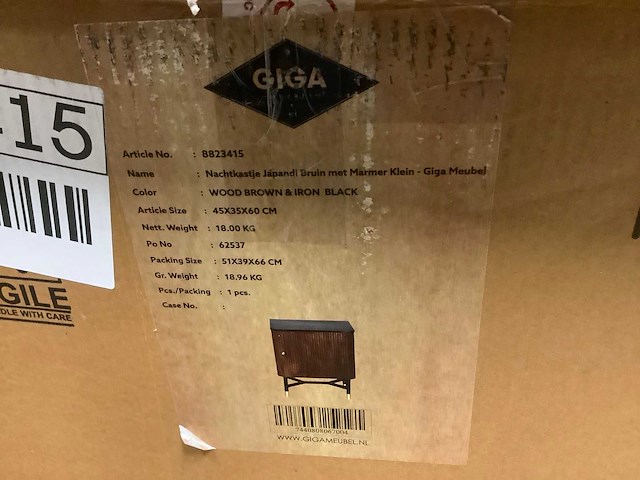 GIGA
15
Article No. : 8823415
Name : Nachtkastje Japandi Bruin met Marmer Klein - Giga Meubel
Color : WOOD BROWN & IRON BLACK
Article Size : 45X35X60 CM
Nett. Weight : 18.00 KG
Po No : 62537
Packing Size : 51X39X66 CM
Gr. Weight : 18.96 KG
Pcs./Packing : 1 pcs.
Case No. :
GILE
DLE WITH CARE
WWW.GIGAMEUBEL.NL